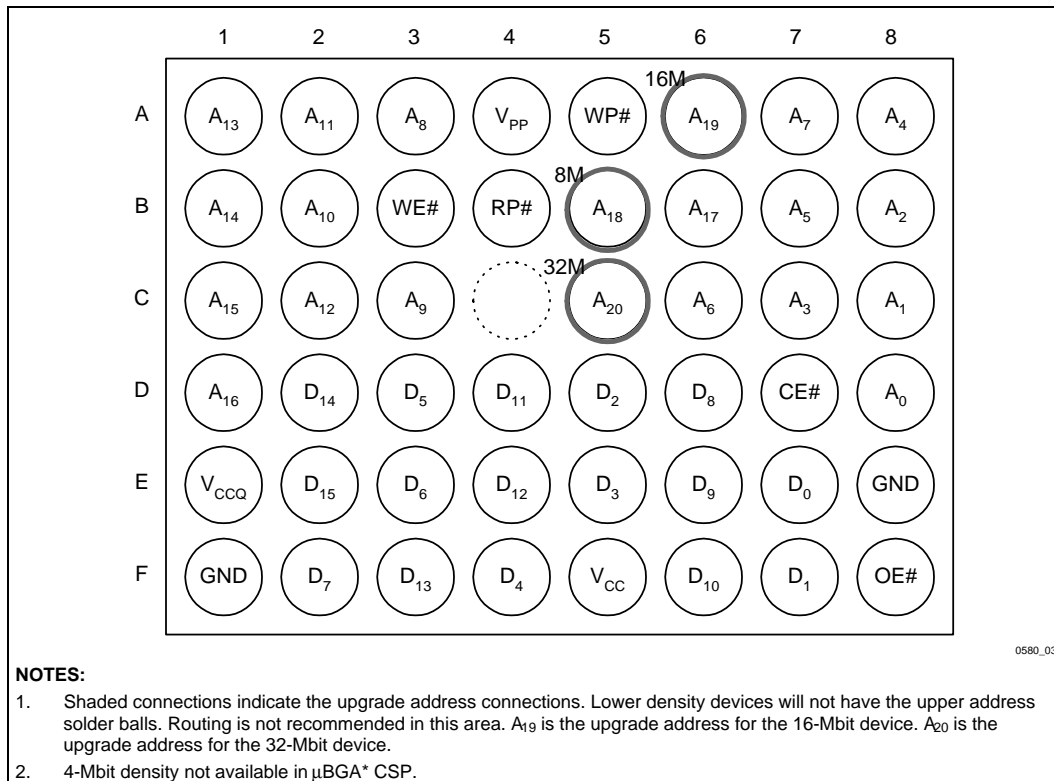 1 2 3 4 5 6 7 8
16M
A A₁₃ A₁₁ A₈ V_PP WP# A₁₉ A₇ A₄
8M
B A₁₄ A₁₀ WE# RP# A₁₈ A₁₇ A₅ A₂
32M
C A₁₅ A₁₂ A₉ A₂₀ A₆ A₃ A₁
D A₁₆ D₁₄ D₅ D₁₁ D₂ D₈ CE# A₀
E V_CCQ D₁₅ D₆ D₁₂ D₃ D₉ D₀ GND
F GND D₇ D₁₃ D₄ V_CC D₁₀ D₁ OE#
0580_03
NOTES:
1. Shaded connections indicate the upgrade address connections. Lower density devices will not have the upper address
solder balls. Routing is not recommended in this area. A₁₉ is the upgrade address for the 16-Mbit device. A₂₀ is the
upgrade address for the 32-Mbit device.
2. 4-Mbit density not available in µBGA* CSP.